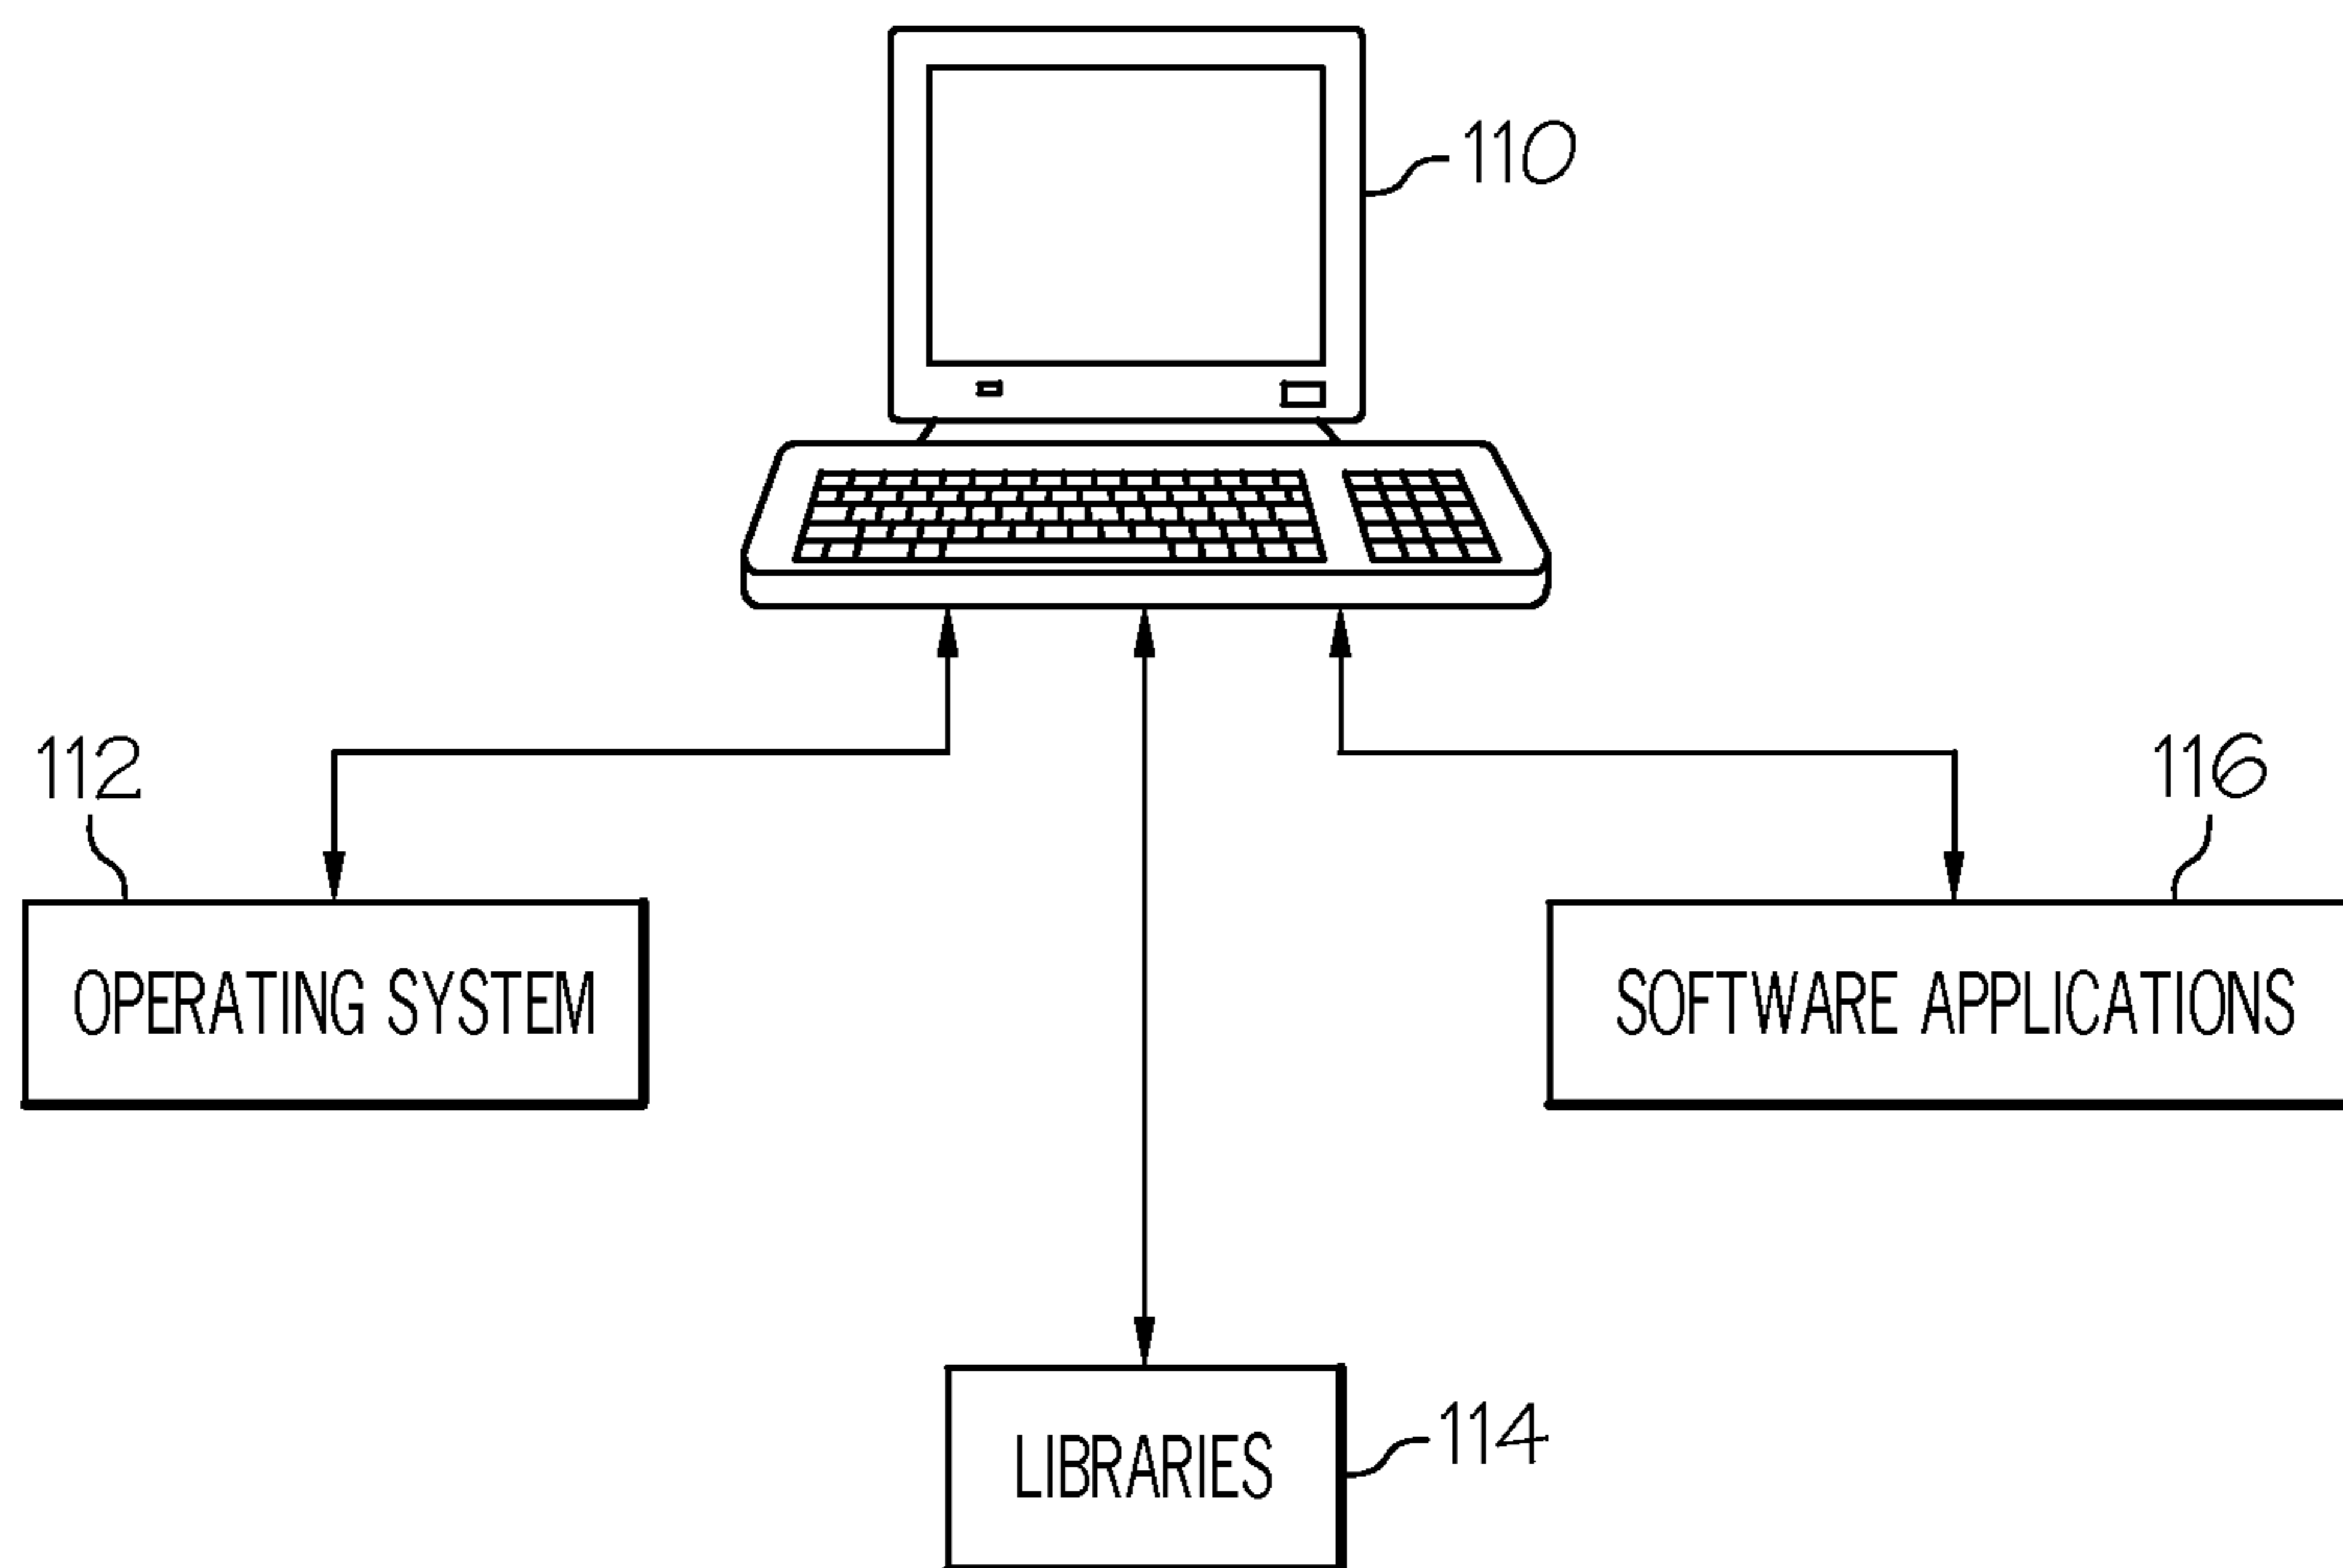 110
112
116
OPERATING SYSTEM
SOFTWARE APPLICATIONS
LIBRARIES
114